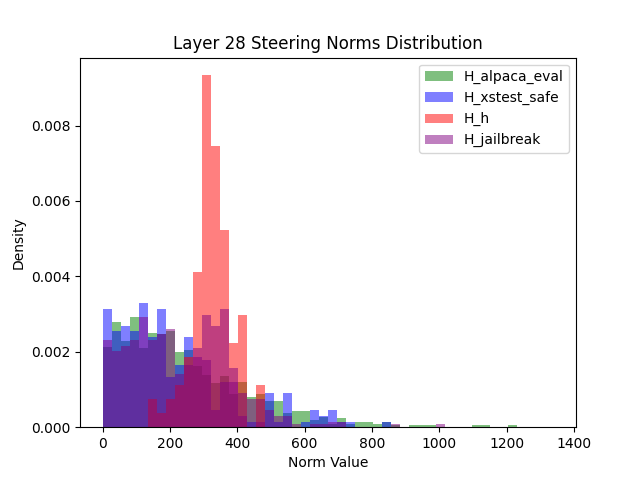 Layer 28 Steering Norms Distribution
H_alpaca_eval
H_xstest_safe
H_h
H_jailbreak
Density
0.008
0.006
0.004
0.002
0.000
0 200 400 600 800 1000 1200 1400
Norm Value